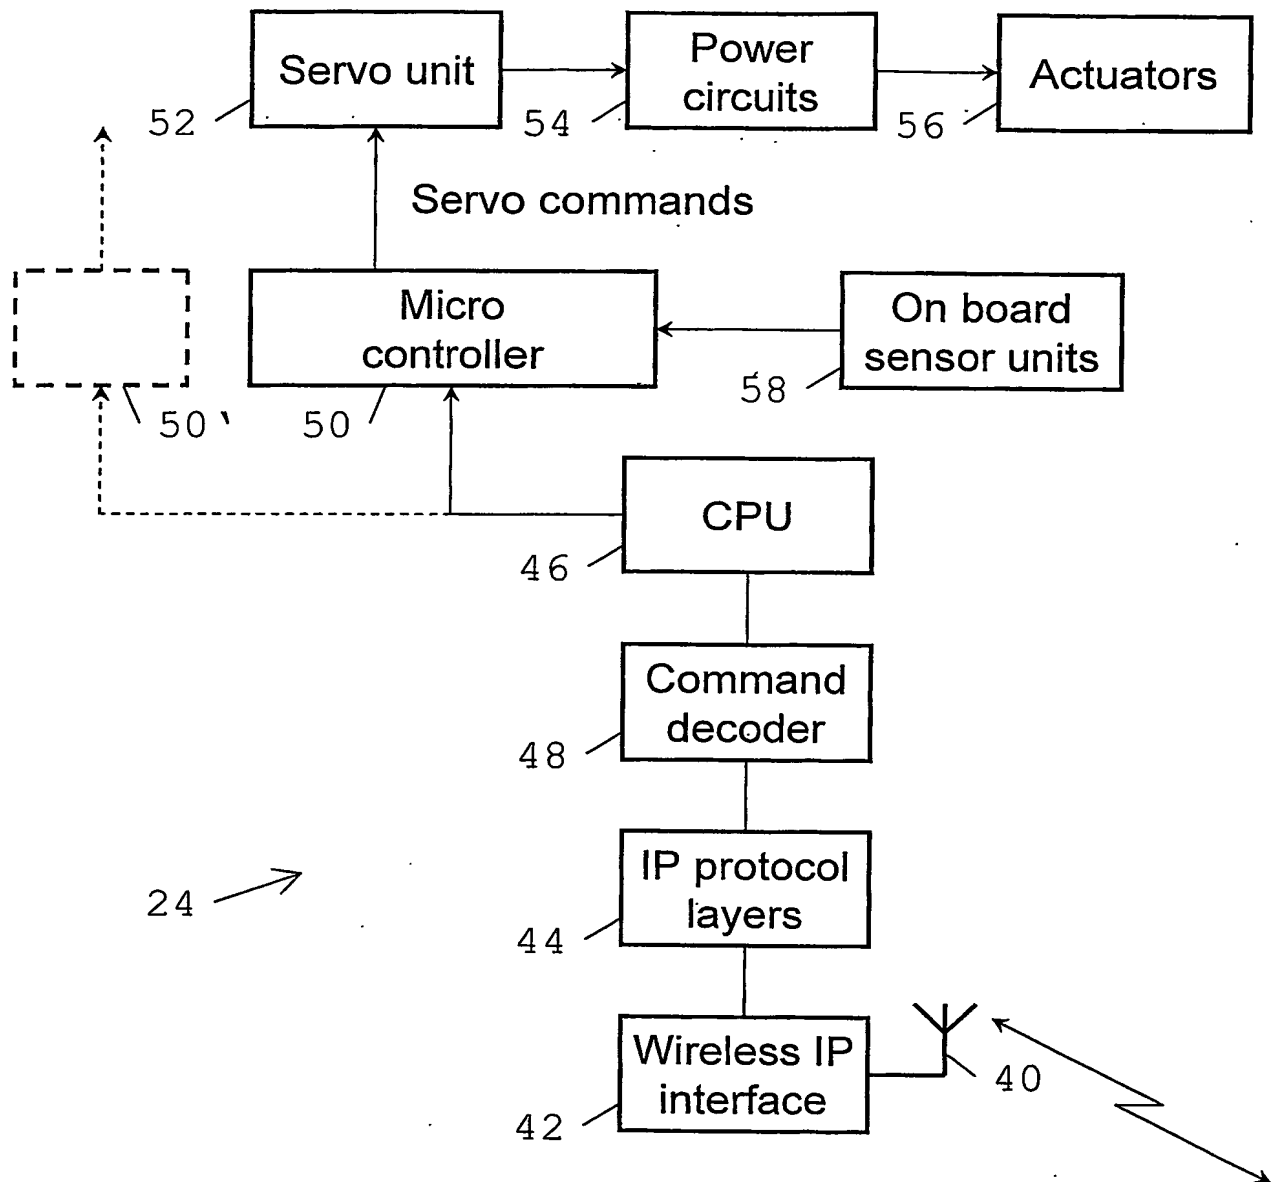 Servo unit
Power
circuits
Actuators
52
54
56
Servo commands
Micro
controller
On board
sensor units
50'
50
58
CPU
46
Command
decoder
48
IP protocol
layers
24
44
Wireless IP
interface
40
42